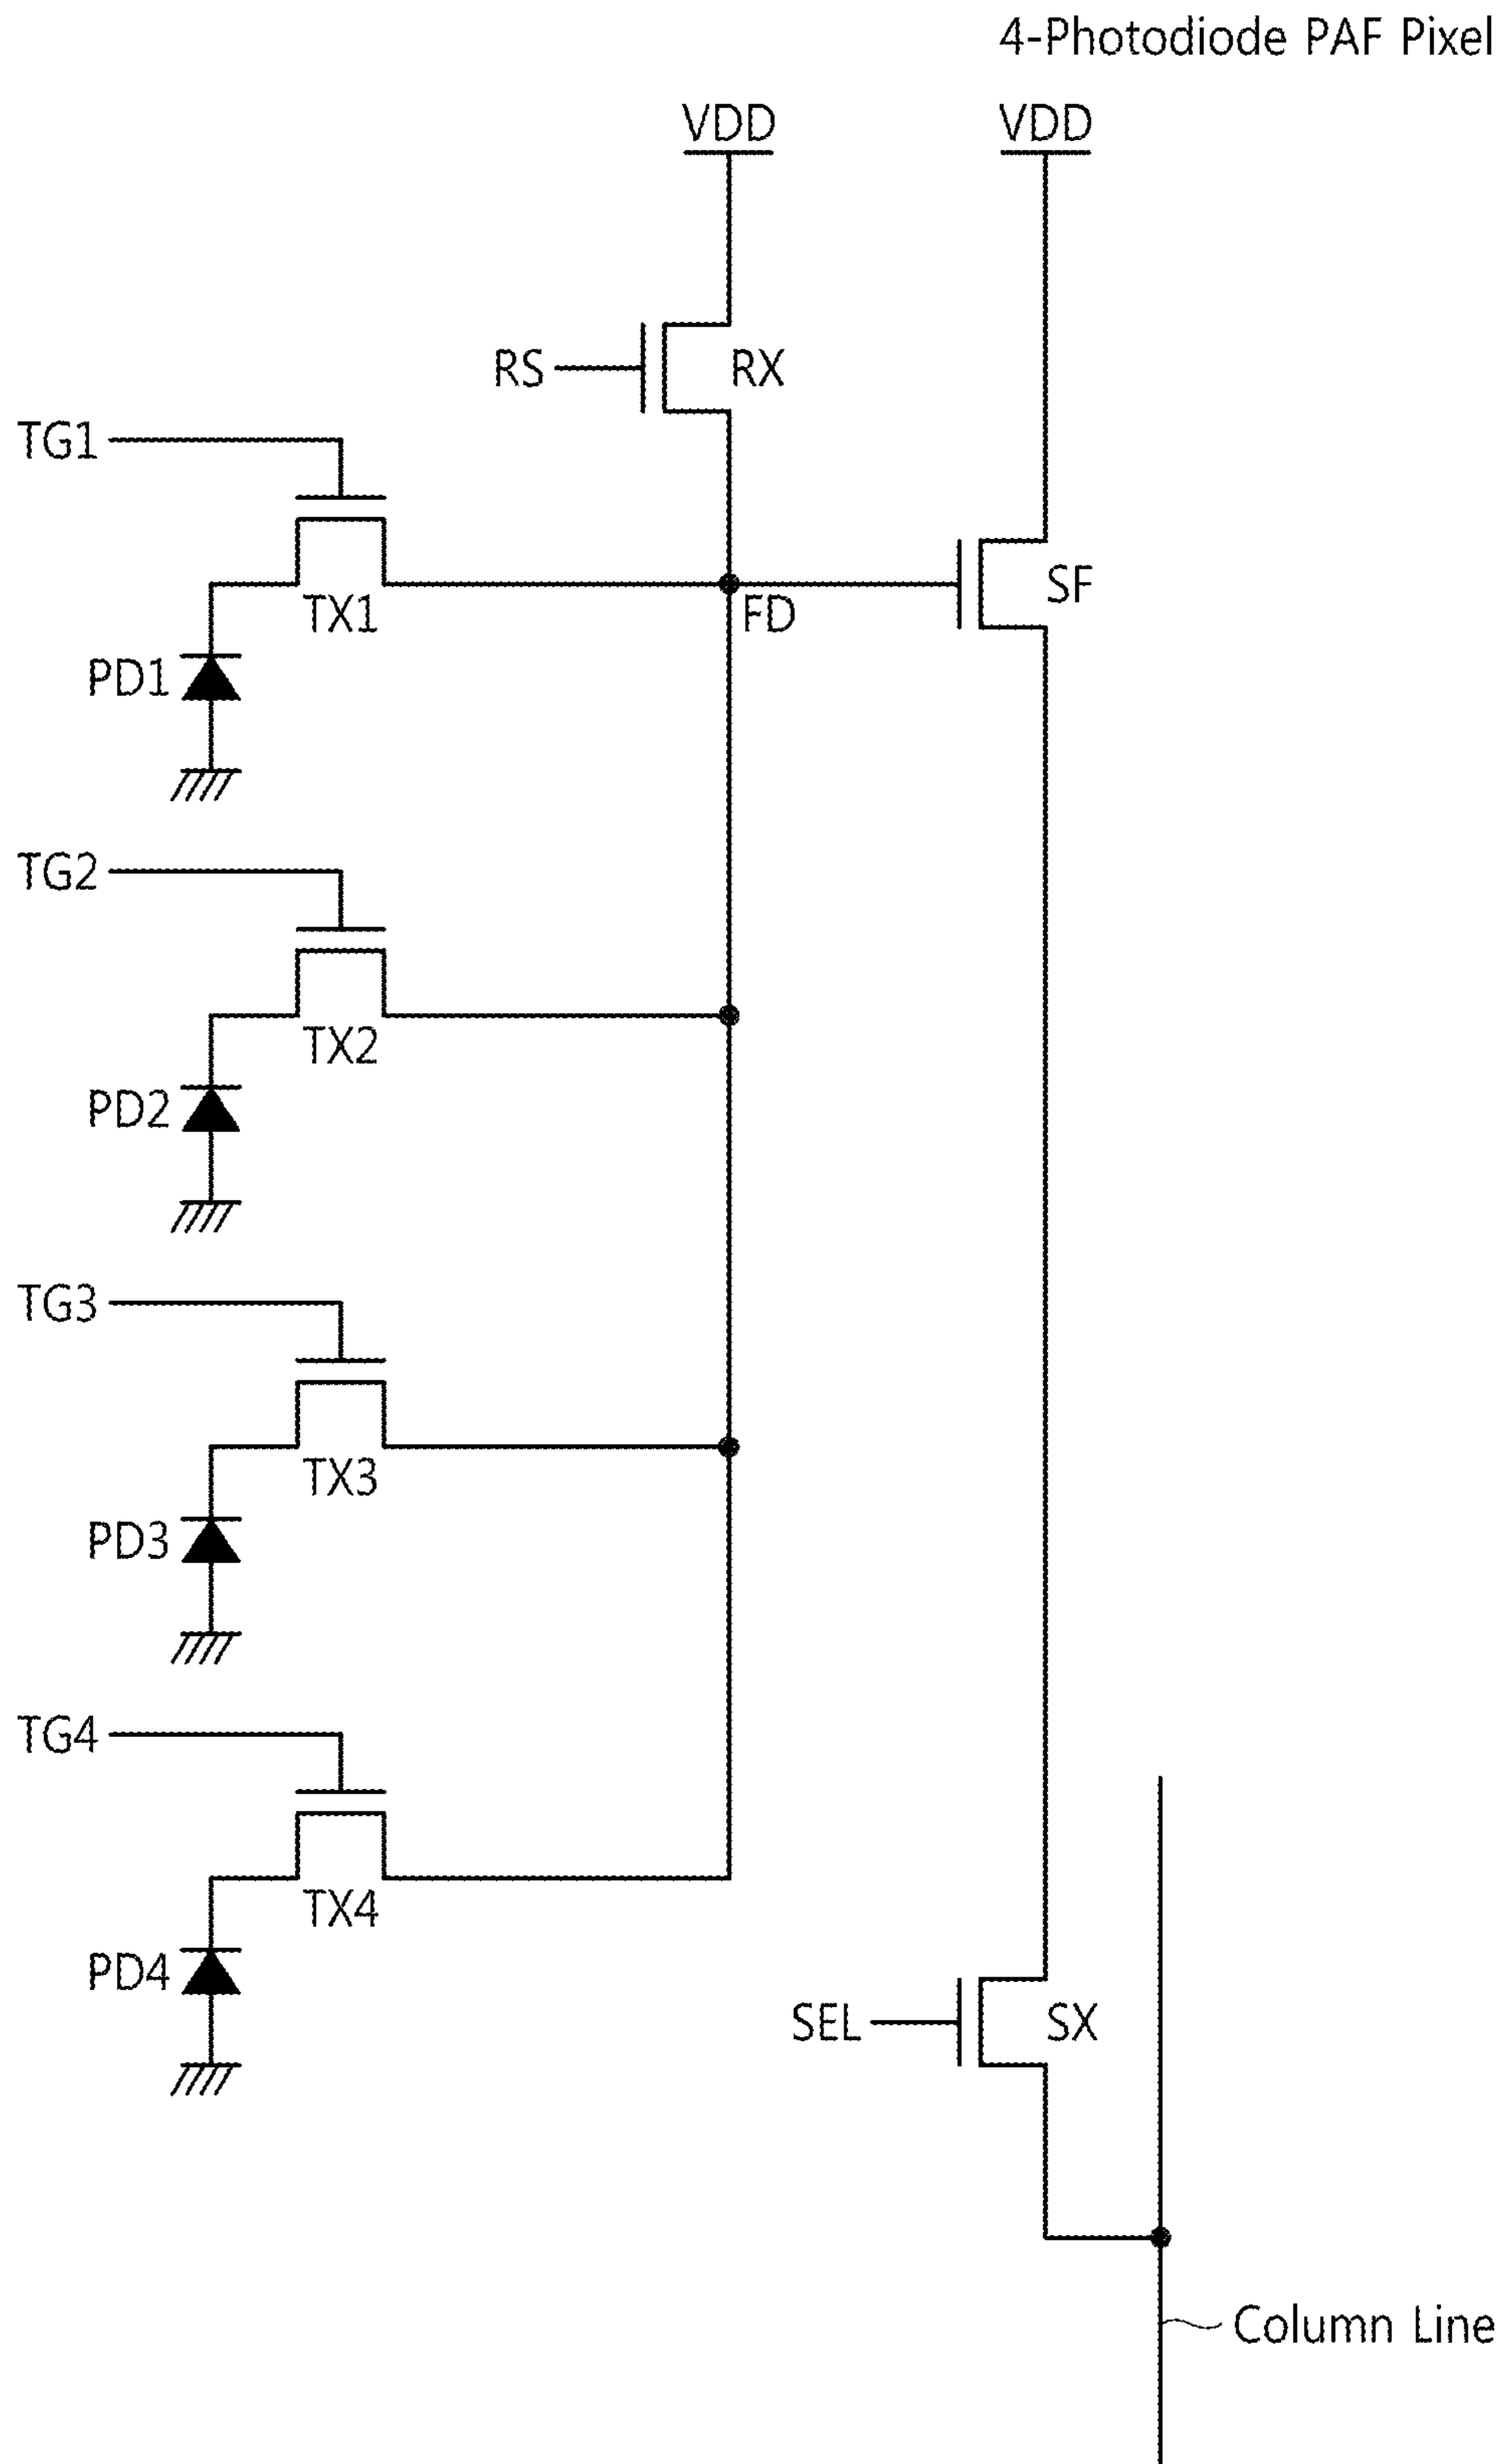 4-Photodiode PAF Pixel
VDD
VDD
RS
RX
TG1
TX1
FD
SF
PD1
TG2
TX2
PD2
TG3
TX3
PD3
TG4
TX4
PD4
SEL
SX
Column Line